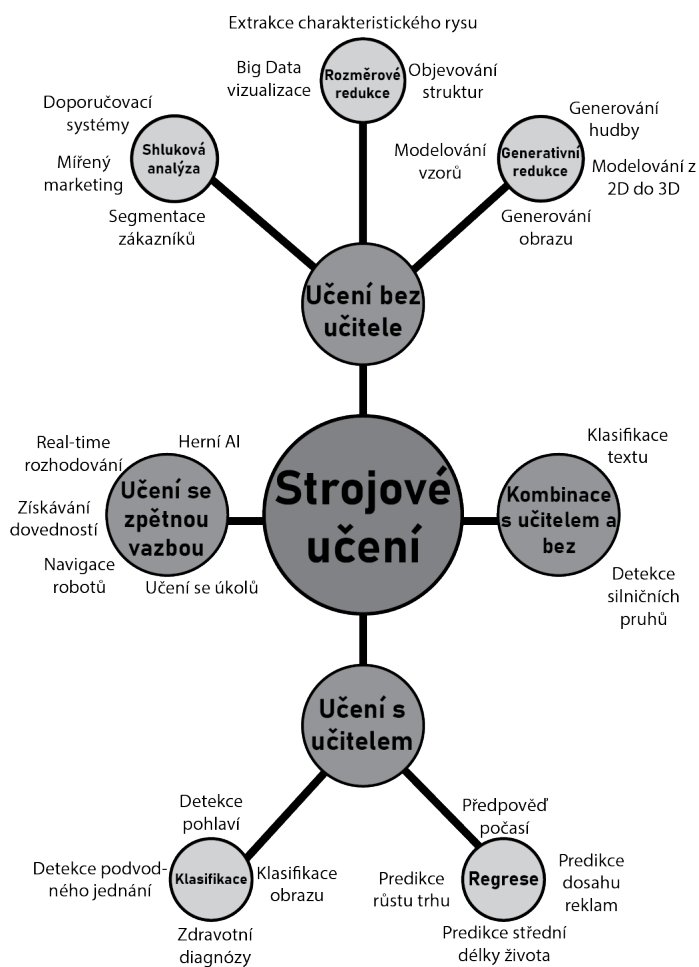 Extrakce charakteristického rysu
Big Data
vizualizace
Rozměrové
redukce
Objevování
struktur
Doporučovací
systémy
Shluková
analýza
Mířený
marketing
Segmentace
zákazníků
Modelování
vzorů
Generování
hudby
Generativní
redukce
Modelování z
2D do 3D
Generování
obrazu
Učení bez
učitele
Real-time
rozhodování
Herní AI
Učení se
zpětnou
vazbou
Získávání
dovedností
Navigace
robotů
Učení se úkolů
Strojové
učení
Klasifikace
textu
Kombinace
s učitelem a
bez
Detekce
silničních
pruhů
Učení s
učitelem
Detekce
pohlaví
Detekce podvod-
ného jednání
Klasifikace
Klasifikace
obrazu
Zdravotní
diagnózy
Předpověď
počasí
Predikce
růstu trhu
Regrese
Predikce
dosahu
reklam
Predikce střední
délky života